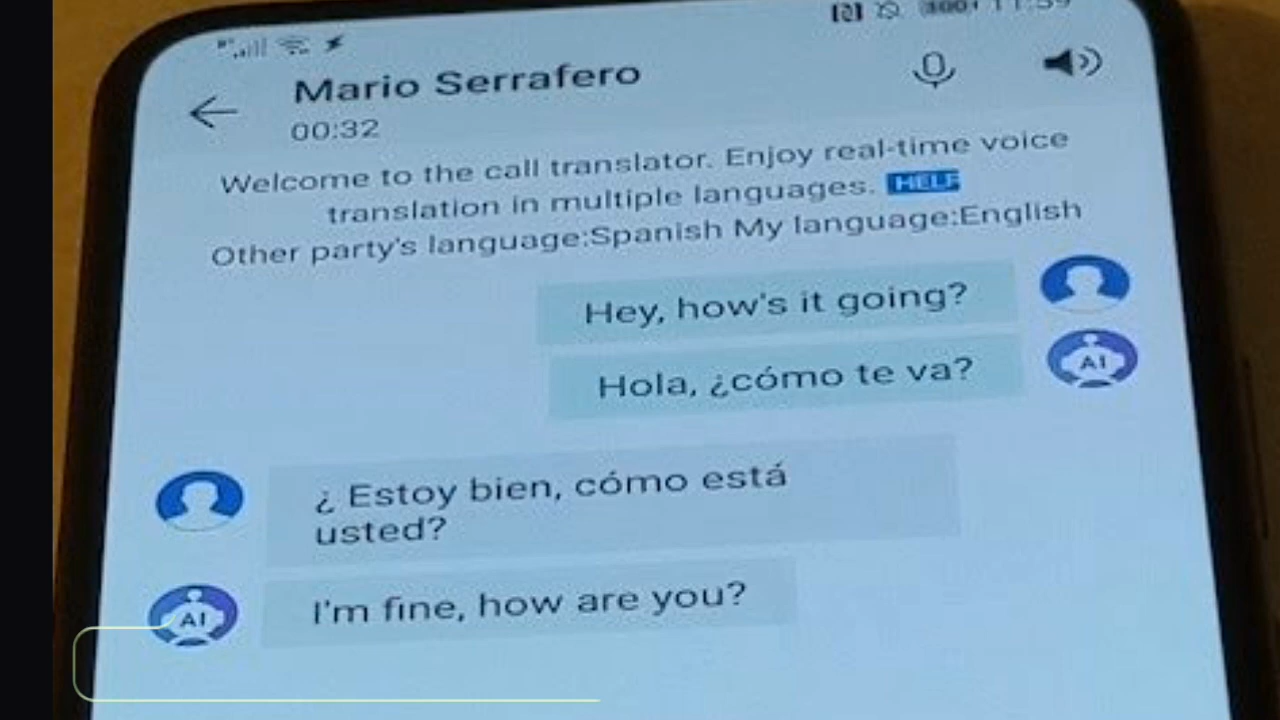 11:59
Mario Serrafero
00:32
Welcome to the call translator. Enjoy real-time voice
translation in multiple languages. HELP
Other party's language:Spanish My language:English
Hey, how's it going?
Hola, ¿cómo te va?
AI
¿ Estoy bien, cómo está
usted?
I'm fine, how are you?
AI